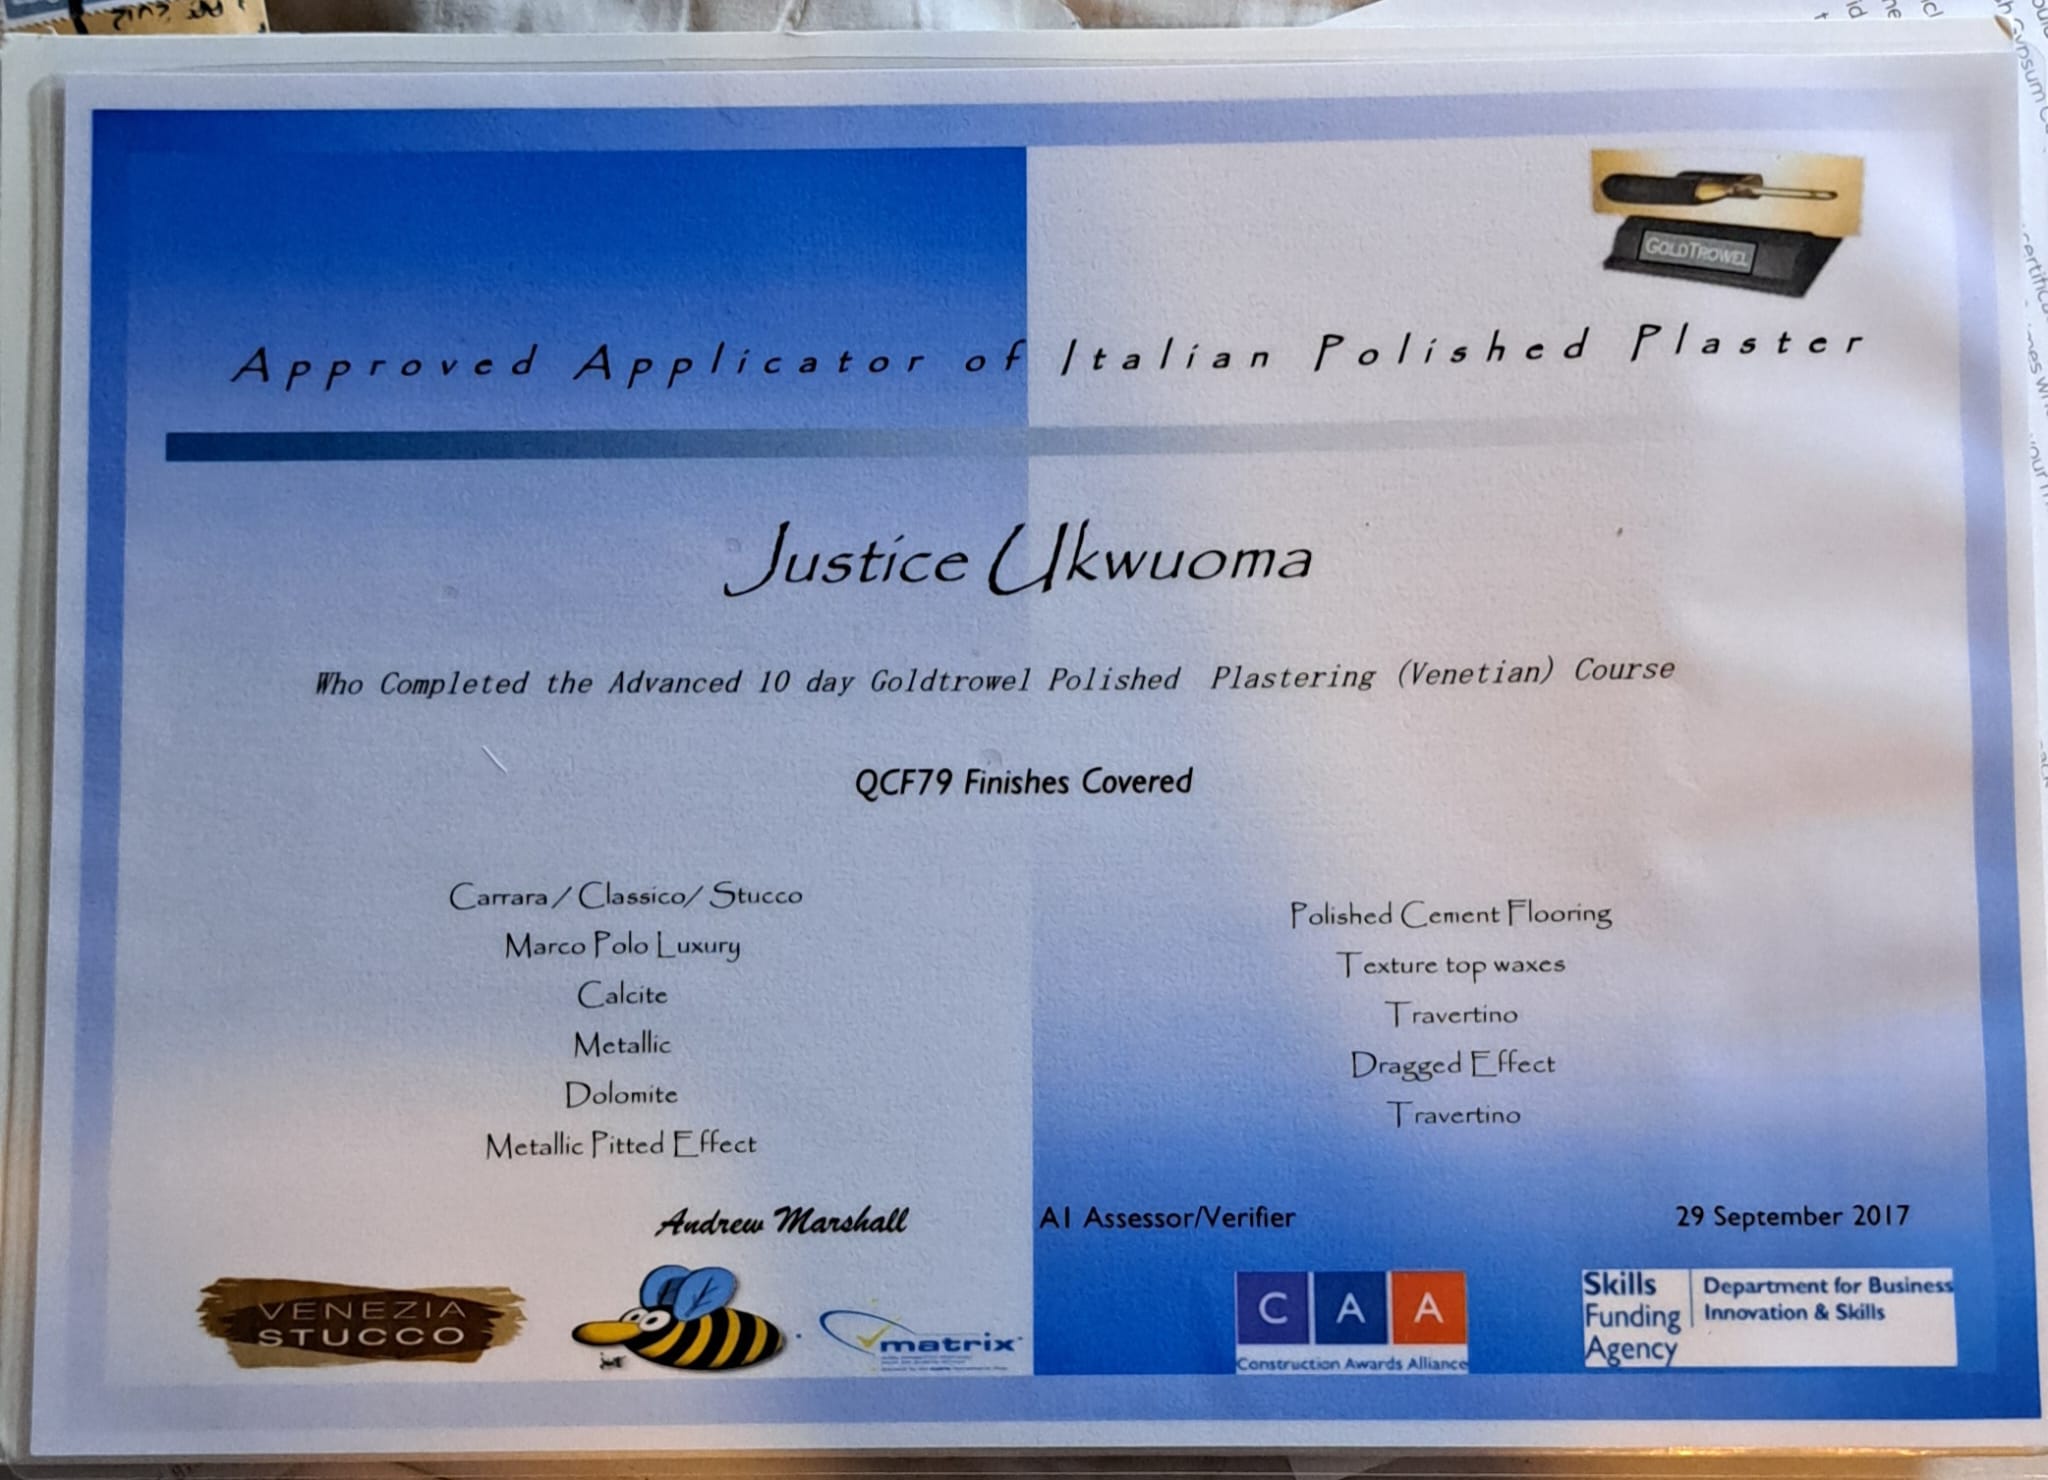 GOLDTROWEL
Approved Applicator of Italian Polished Plaster
Justice Ukwuoma
Who Completed the Advanced 10 day Goldtrowel Polished Plastering (Venetian) Course
QCF79 Finishes Covered
Carrara / Classico/ Stucco
Marco Polo Luxury
Calcite
Metallic
Dolomite
Metallic Pitted Effect
Polished Cement Flooring
Texture top waxes
Travertino
Dragged Effect
Travertino
Andrew Marshall
A1 Assessor/Verifier
29 September 2017
VENEZIA
STUCCO
matrix
C A A
Construction Awards Alliance
Skills
Funding
Agency
Department for Business
Innovation & Skills